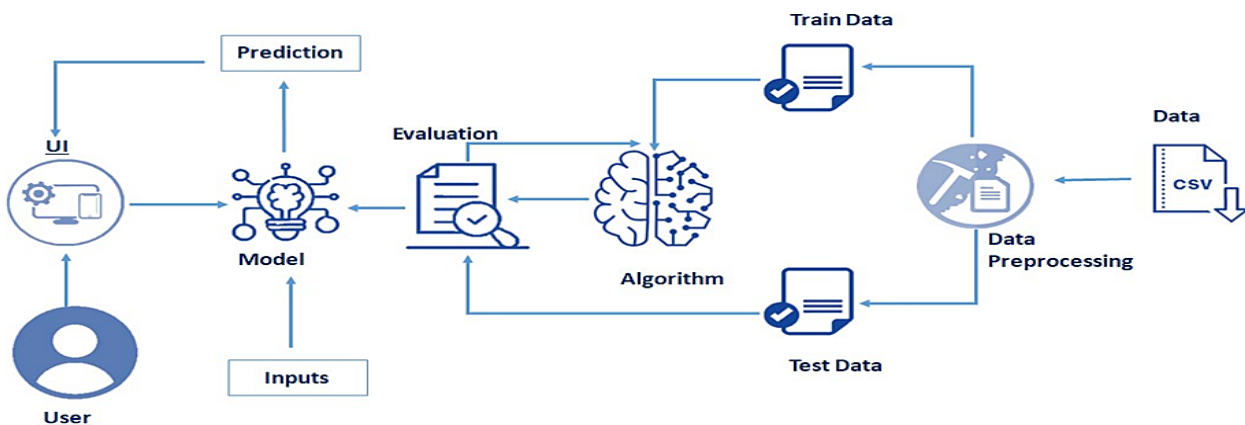 Train Data
Prediction
Data
Evaluation
UI
CSV
Model
Data
Preprocessing
Algorithm
Inputs
Test Data
User